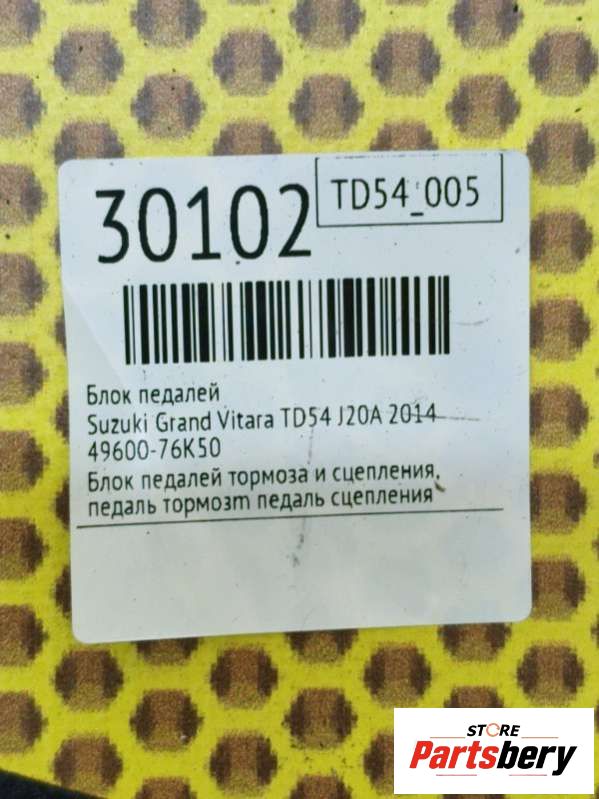 30102
TD54_005
Блок педалей
Suzuki Grand Vitara TD54 J20A 2014
49600-76K50
Блок педалей тормоза и сцепления,
педаль тормозm педаль сцепления
STORE
Partsbery